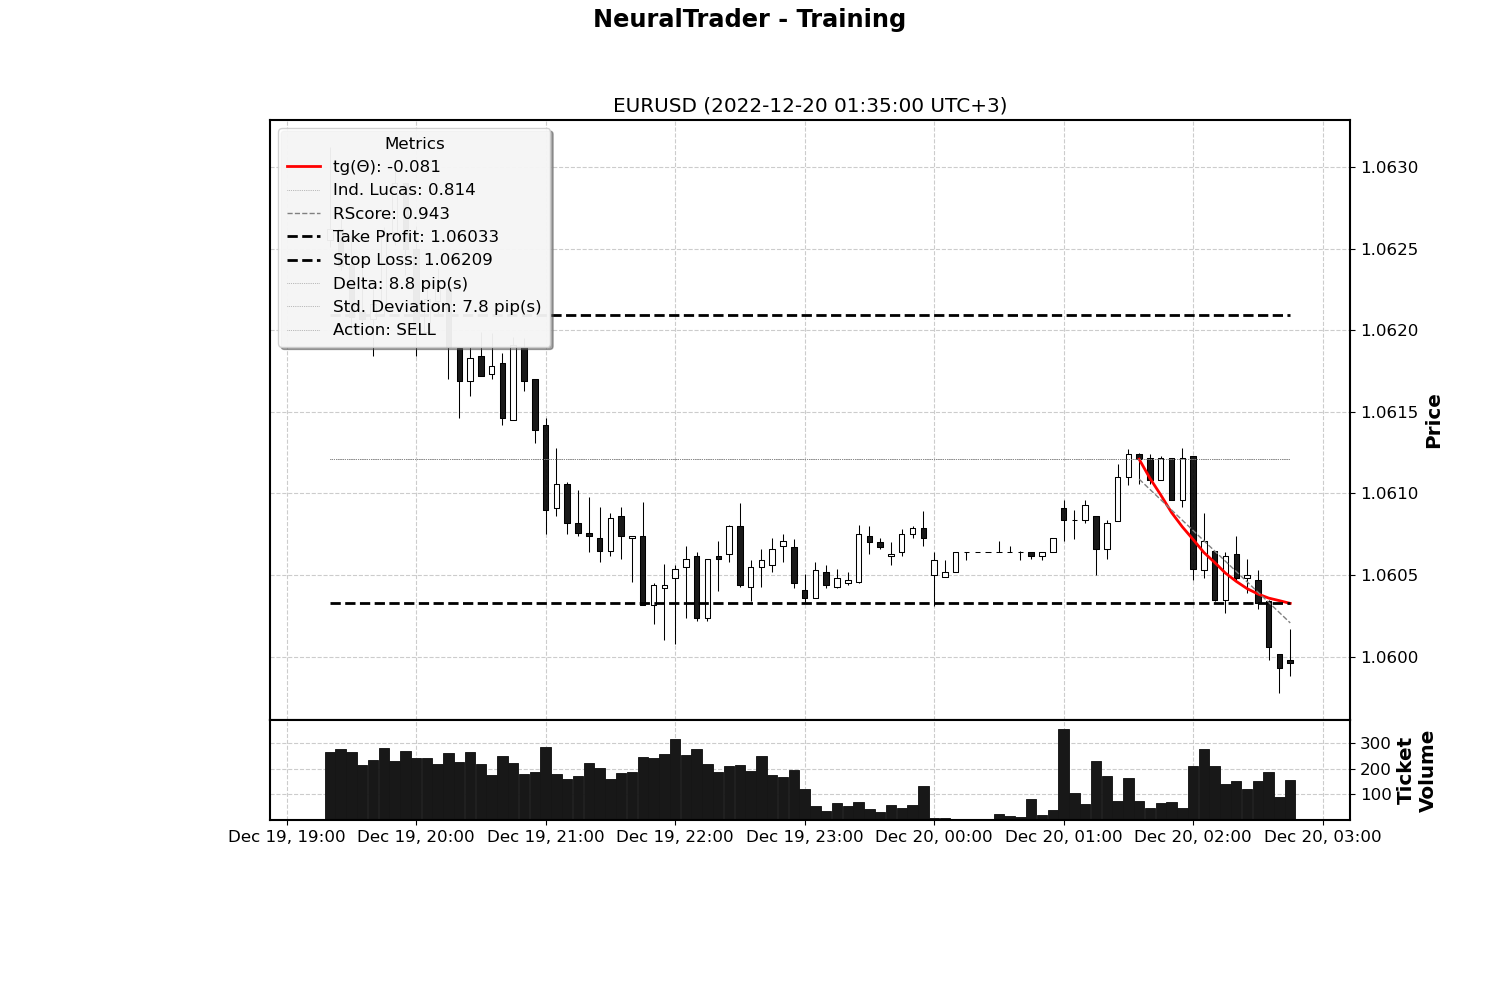 NeuralTrader - Training
EURUSD (2022-12-20 01:35:00 UTC+3)
Metrics
tg(Θ): -0.081
Ind. Lucas: 0.814
RScore: 0.943
Take Profit: 1.06033
Stop Loss: 1.06209
Delta: 8.8 pip(s)
Std. Deviation: 7.8 pip(s)
Action: SELL
1.0630
1.0625
1.0620
1.0615
1.0610
1.0605
1.0600
Price
300
200
100
Ticket
Volume
Dec 19, 19:00 Dec 19, 20:00 Dec 19, 21:00 Dec 19, 22:00 Dec 19, 23:00 Dec 20, 00:00 Dec 20, 01:00 Dec 20, 02:00 Dec 20, 03:00